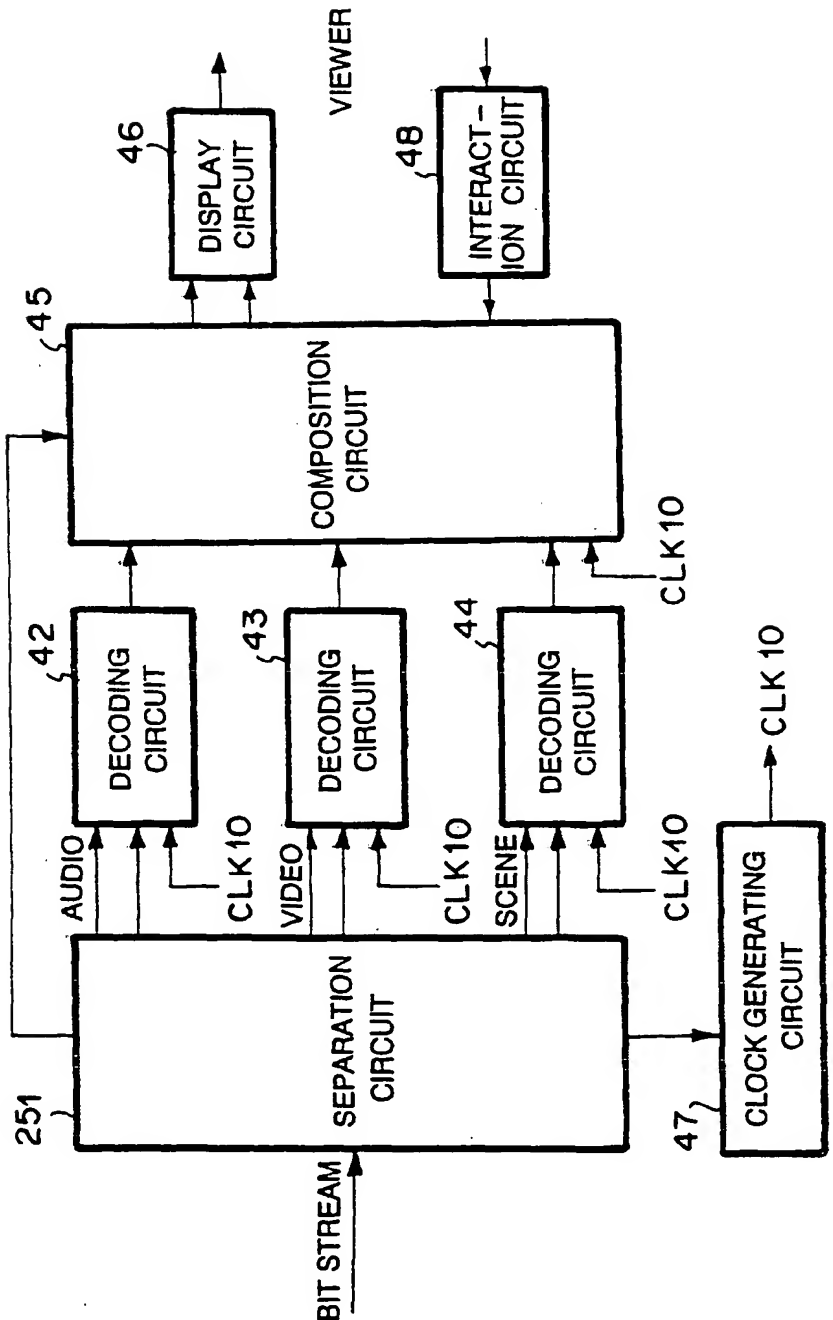 BIT STREAM
251
SEPARATION
CIRCUIT
AUDIO
CLK10
VIDEO
CLK10
SCENE
CLK10
42
DECODING
CIRCUIT
43
DECODING
CIRCUIT
44
DECODING
CIRCUIT
47
CLOCK GENERATING
CIRCUIT
CLK 10
45
COMPOSITION
CIRCUIT
CLK10
46
DISPLAY
CIRCUIT
VIEWER
48
INTERACT-
ION CIRCUIT